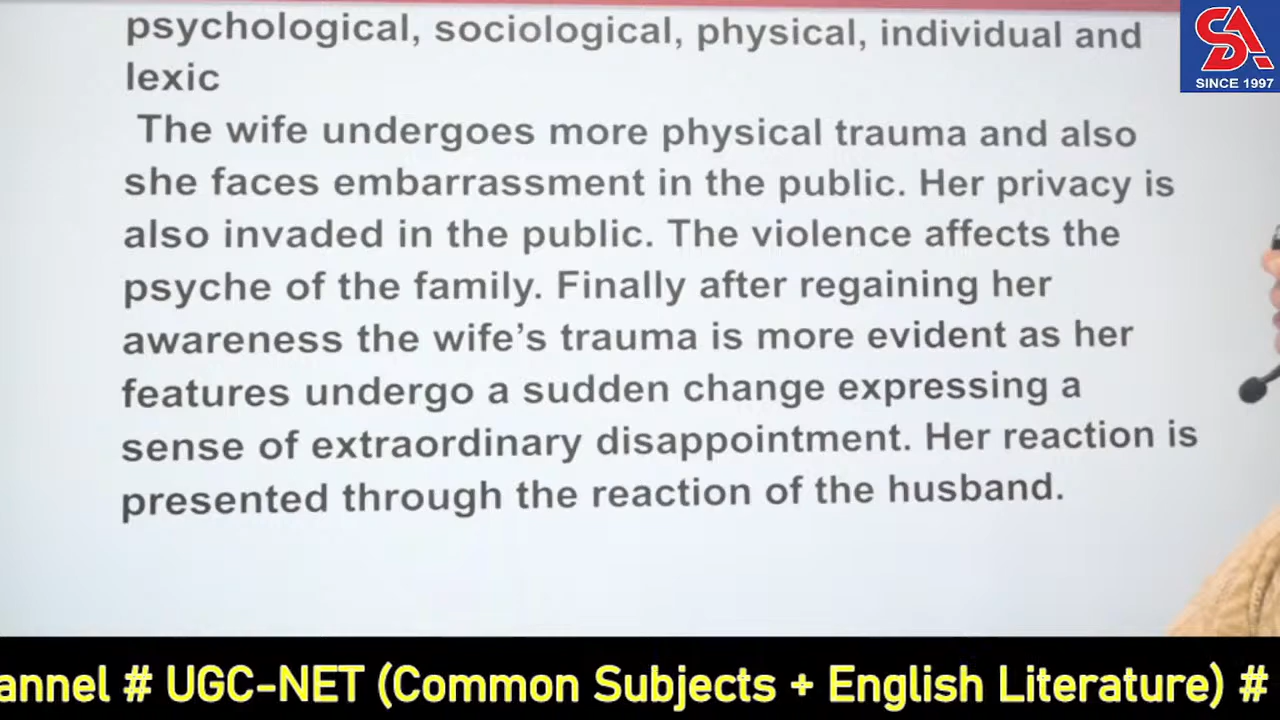 psychological, sociological, physical, individual and
lexic
The wife undergoes more physical trauma and also
she faces embarrassment in the public. Her privacy is
also invaded in the public. The violence affects the
psyche of the family. Finally after regaining her
awareness the wife's trauma is more evident as her
features undergo a sudden change expressing a
sense of extraordinary disappointment. Her reaction is
presented through the reaction of the husband.
SA
SINCE 1997
annel # UGC-NET (Common Subjects + English Literature) #